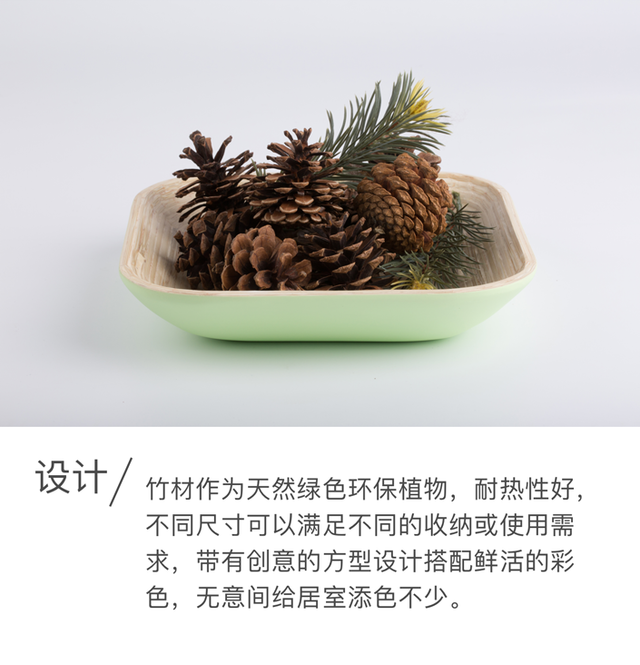 设计/
竹材作为天然绿色环保植物，耐热性好，
不同尺寸可以满足不同的收纳或使用需
求，带有创意的方型设计搭配鲜活的彩
色，无意间给居室添色不少。